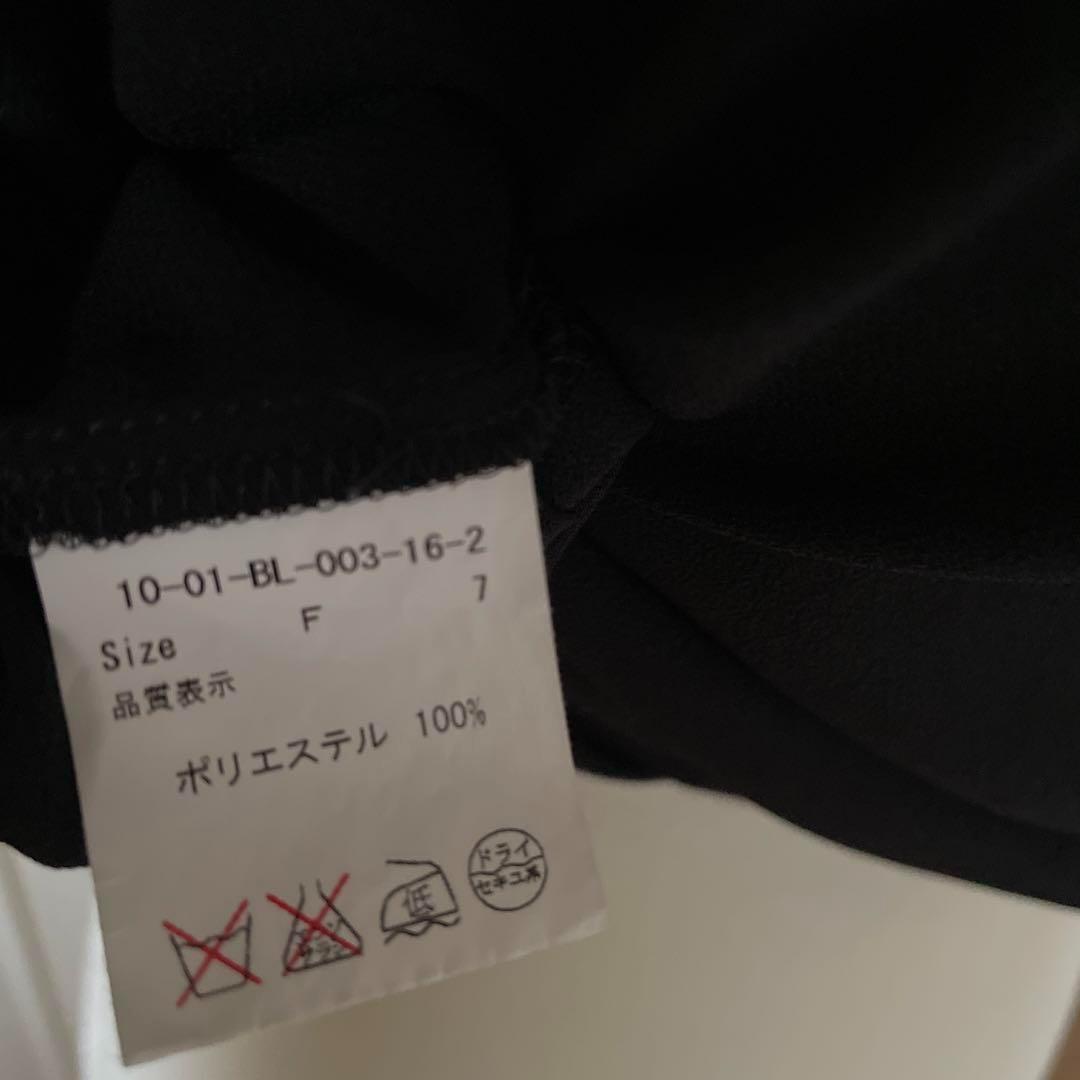 10-01-BL-003-16-2
7
Size F
品質表示
ポリエステル 100%
低
ドライ
セキユ系